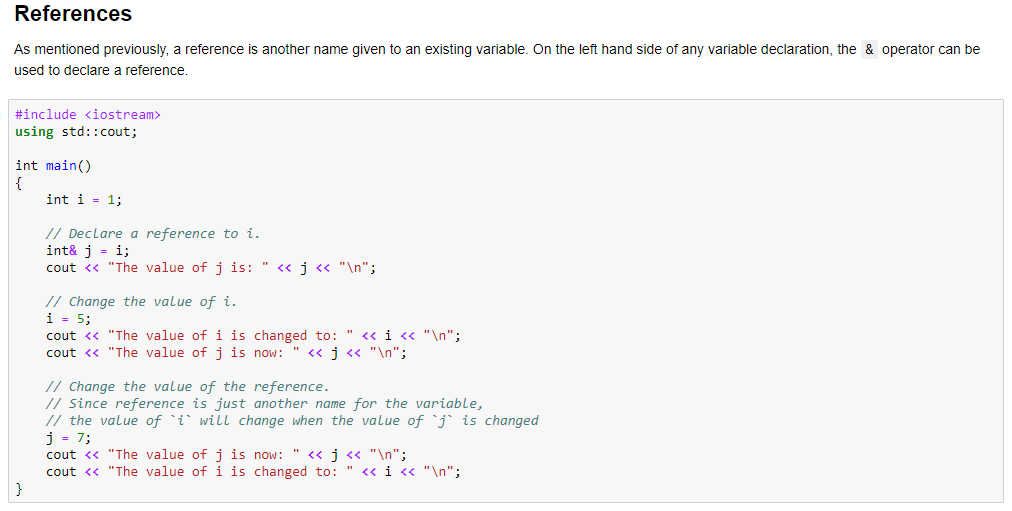 References
As mentioned previously, a reference is another name given to an existing variable. On the left hand side of any variable declaration, the & operator can be
used to declare a reference.
#include <iostream>
using std::cout;
int main()
{
    int i = 1;
    // Declare a reference to i.
    int& j = i;
    cout << "The value of j is: " << j << "\n";
    // Change the value of i.
    i = 5;
    cout << "The value of i is changed to: " << i << "\n";
    cout << "The value of j is now: " << j << "\n";
    // Change the value of the reference.
    // Since reference is just another name for the variable,
    // the value of `i` will change when the value of `j` is changed
    j = 7;
    cout << "The value of j is now: " << j << "\n";
    cout << "The value of i is changed to: " << i << "\n";
}